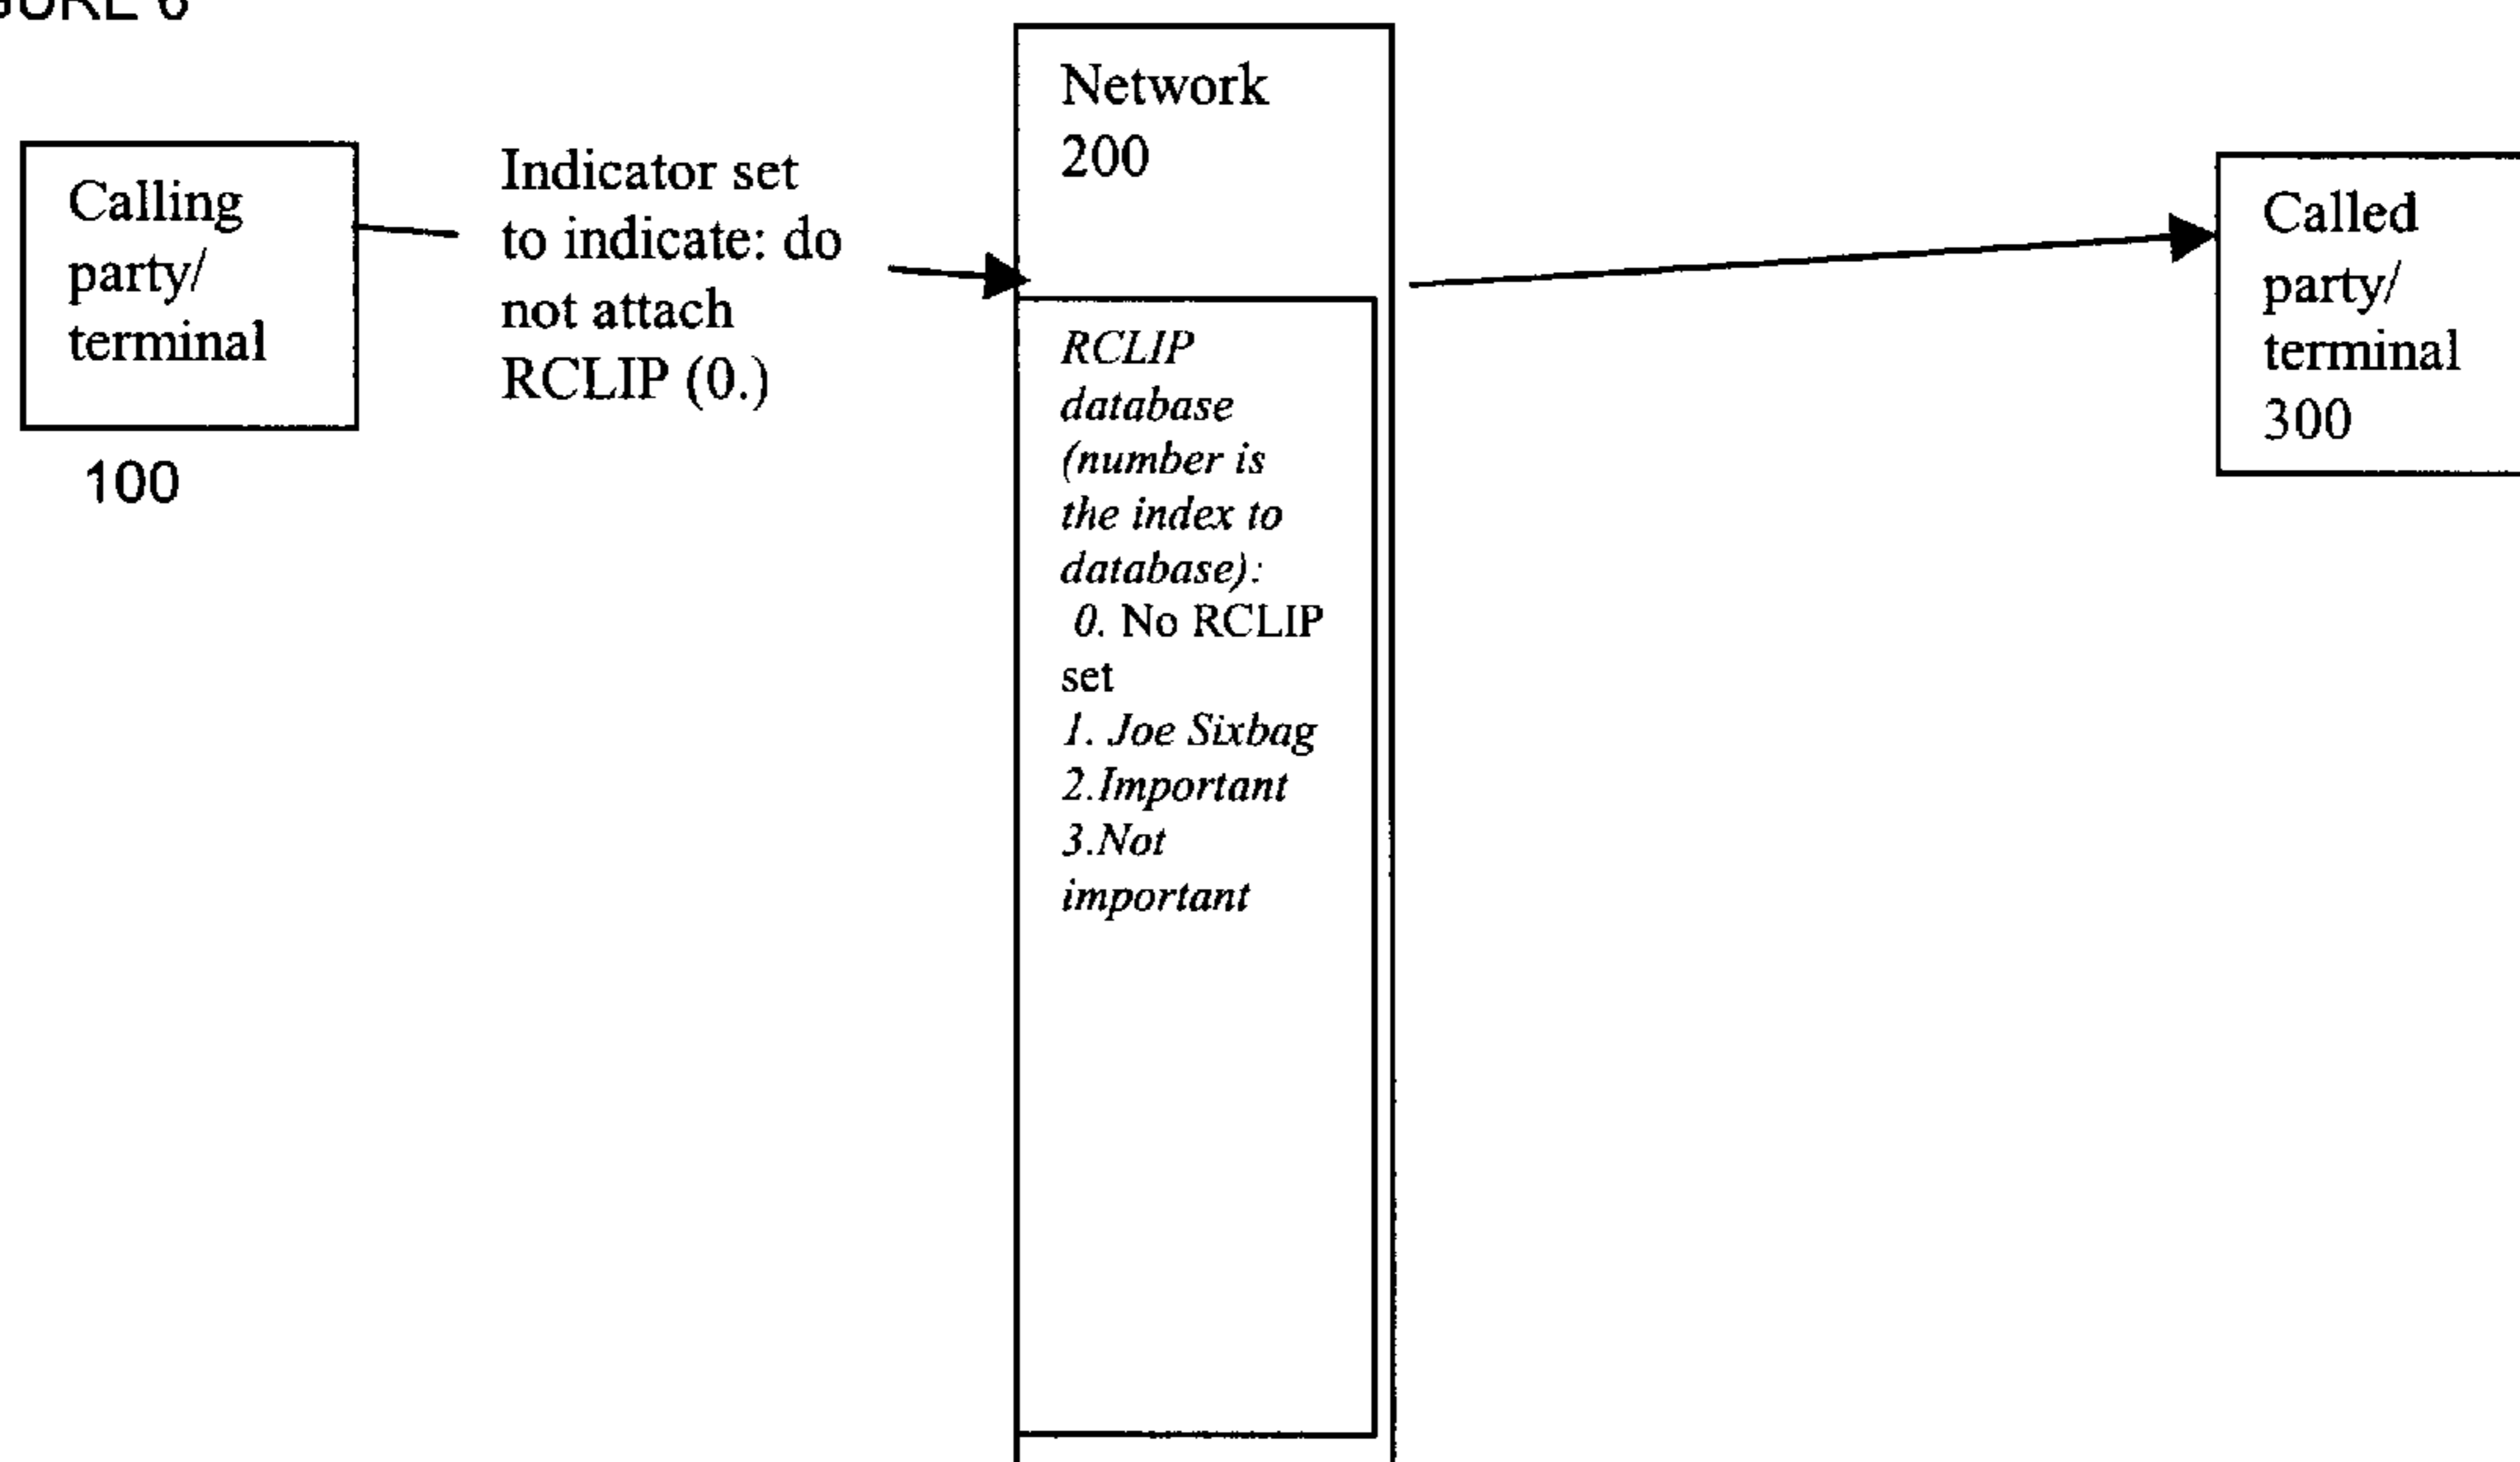 Calling
party/
terminal
100
Indicator set
to indicate: do
not attach
RCLIP (0.)
Network
200
RCLIP
database
(number is
the index to
database):
0. No RCLIP
set
1. Joe Sixbag
2.Important
3.Not
important
Called
party/
terminal
300